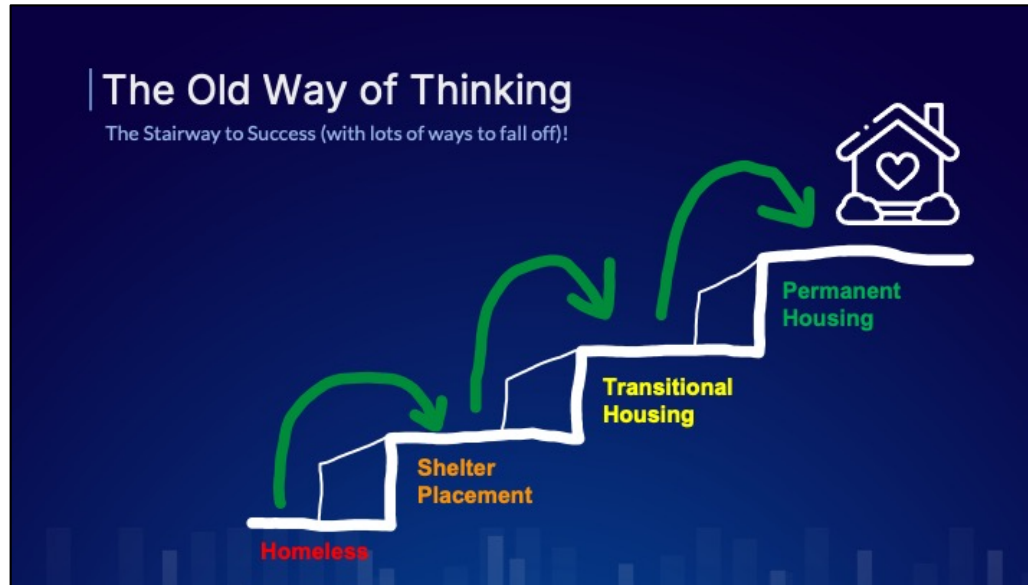 The Old Way of Thinking
The Stairway to Success (with lots of ways to fall off)!
Permanent
Housing
Transitional
Housing
Shelter
Placement
Homeless